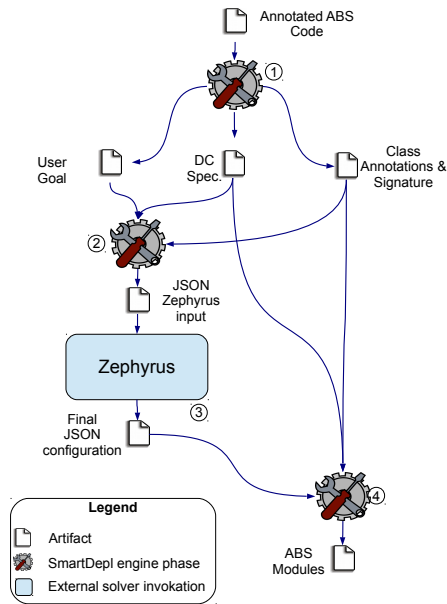 Annotated ABS
Code
1
User
Goal
DC
Spec.
Class
Annotations &
Signature
2
JSON
Zephyrus
input
Zephyrus
3
Final
JSON
configuration
4
ABS
Modules
Legend
Artifact
SmartDepl engine phase
External solver invokation